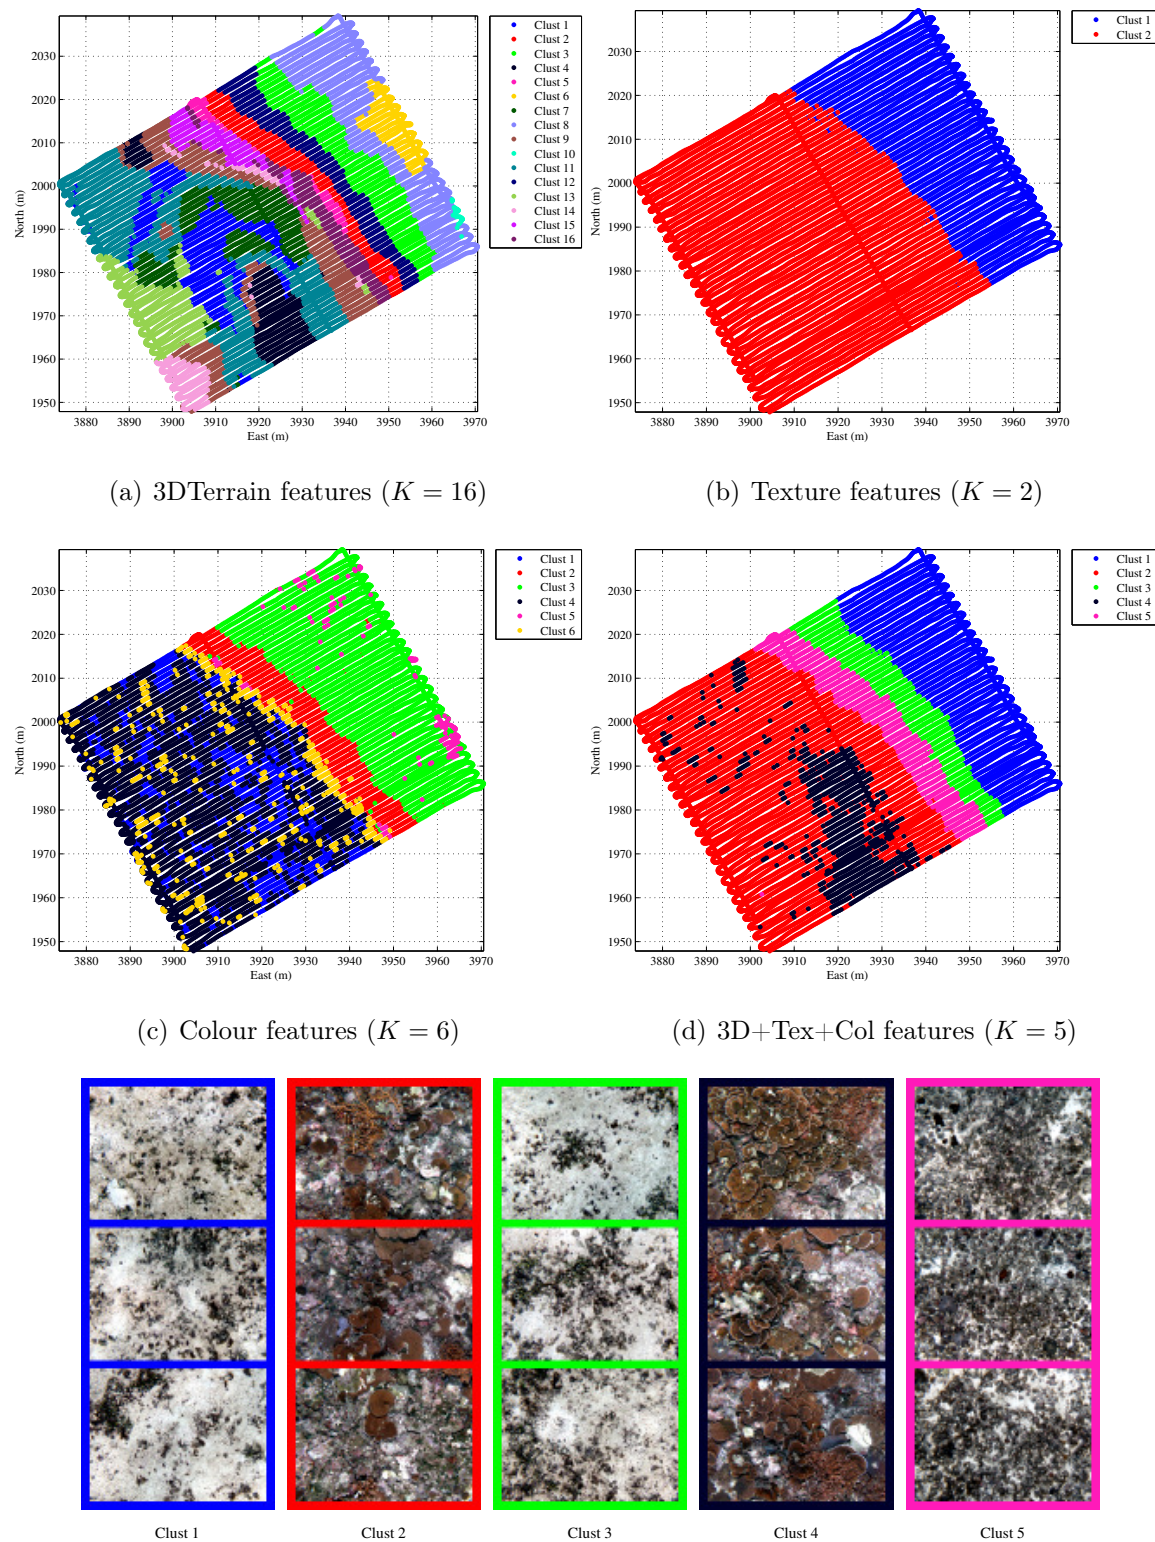 2030
2020
2010
2000
1990
1980
1970
1960
1950
North (m)
3880 3890 3900 3910 3920 3930 3940 3950 3960 3970
East (m)
Clust 1
Clust 2
Clust 3
Clust 4
Clust 5
Clust 6
Clust 7
Clust 8
Clust 9
Clust 10
Clust 11
Clust 12
Clust 13
Clust 14
Clust 15
Clust 16
(a) 3DTerrain features (K = 16)
2030
2020
2010
2000
1990
1980
1970
1960
1950
North (m)
3880 3890 3900 3910 3920 3930 3940 3950 3960 3970
East (m)
Clust 1
Clust 2
(b) Texture features (K = 2)
2030
2020
2010
2000
1990
1980
1970
1960
1950
North (m)
3880 3890 3900 3910 3920 3930 3940 3950 3960 3970
East (m)
Clust 1
Clust 2
Clust 3
Clust 4
Clust 5
Clust 6
(c) Colour features (K = 6)
2030
2020
2010
2000
1990
1980
1970
1960
1950
North (m)
3880 3890 3900 3910 3920 3930 3940 3950 3960 3970
East (m)
Clust 1
Clust 2
Clust 3
Clust 4
Clust 5
(d) 3D+Tex+Col features (K = 5)
Clust 1
Clust 2
Clust 3
Clust 4
Clust 5